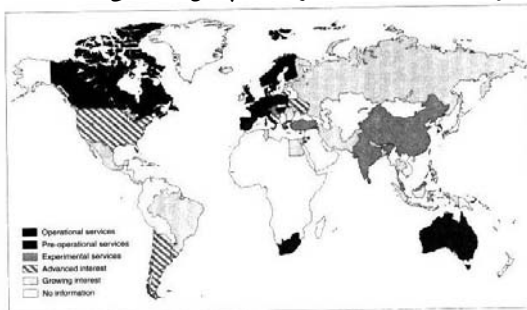 Operational services
Pre-operational services
Experimental services
Advanced interest
Growing interest
No information